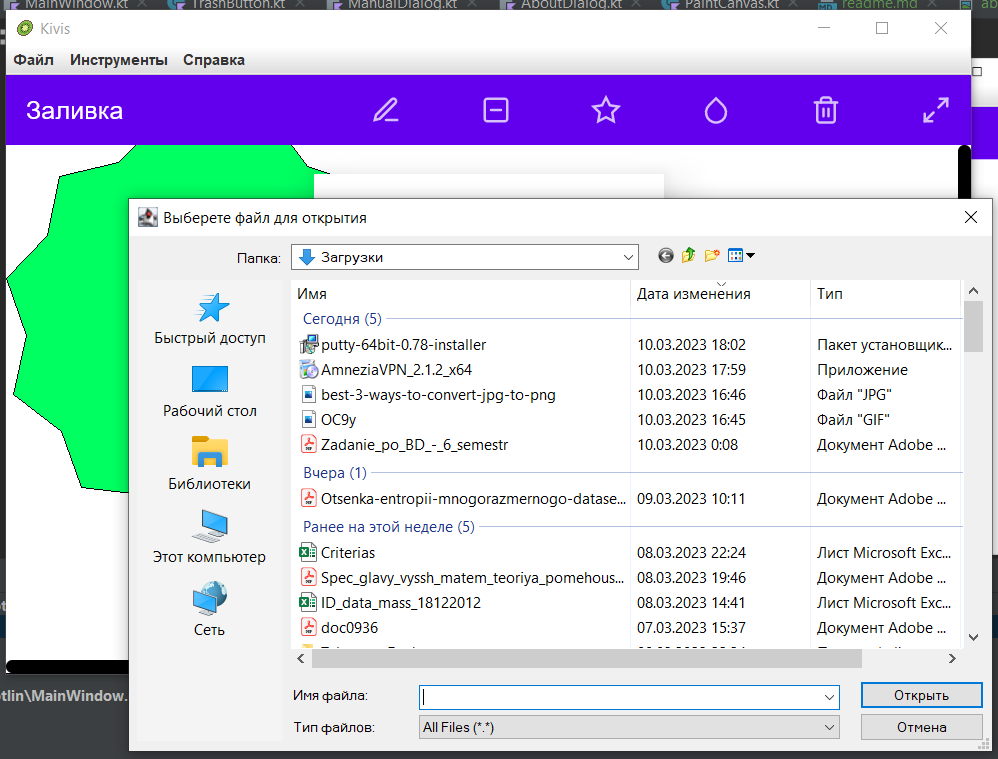 MainWindow.kt TrashButton.kt ManualDialog.kt AboutDialog.kt PaintCanvas.kt readme.md
Kivis
Файл Инструменты Справка
Заливка
Выберете файл для открытия
Папка: Загрузки
Имя Дата изменения Тип
Сегодня (5)
putty-64bit-0.78-installer 10.03.2023 18:02 Пакет установщик...
AmneziaVPN_2.1.2_x64 10.03.2023 17:59 Приложение
best-3-ways-to-convert-jpg-to-png 10.03.2023 16:46 Файл "JPG"
OC9y 10.03.2023 16:45 Файл "GIF"
Zadanie_po_BD_-_6_semestr 10.03.2023 0:08 Документ Adobe ...
Вчера (1)
Otsenka-entropii-mnogorazmernogo-datase... 09.03.2023 10:11 Документ Adobe ...
Ранее на этой неделе (5)
Criterias 08.03.2023 22:24 Лист Microsoft Exc...
Spec_glavy_vyssh_matem_teoriya_pomehous... 08.03.2023 19:46 Документ Adobe ...
ID_data_mass_18122012 08.03.2023 14:41 Лист Microsoft Exc...
doc0936 07.03.2023 15:37 Документ Adobe ...
Быстрый доступ
Рабочий стол
Библиотеки
Этот компьютер
Сеть
tlin\MainWindow.
Имя файла:
Открыть
Тип файлов: All Files (*.*)
Отмена